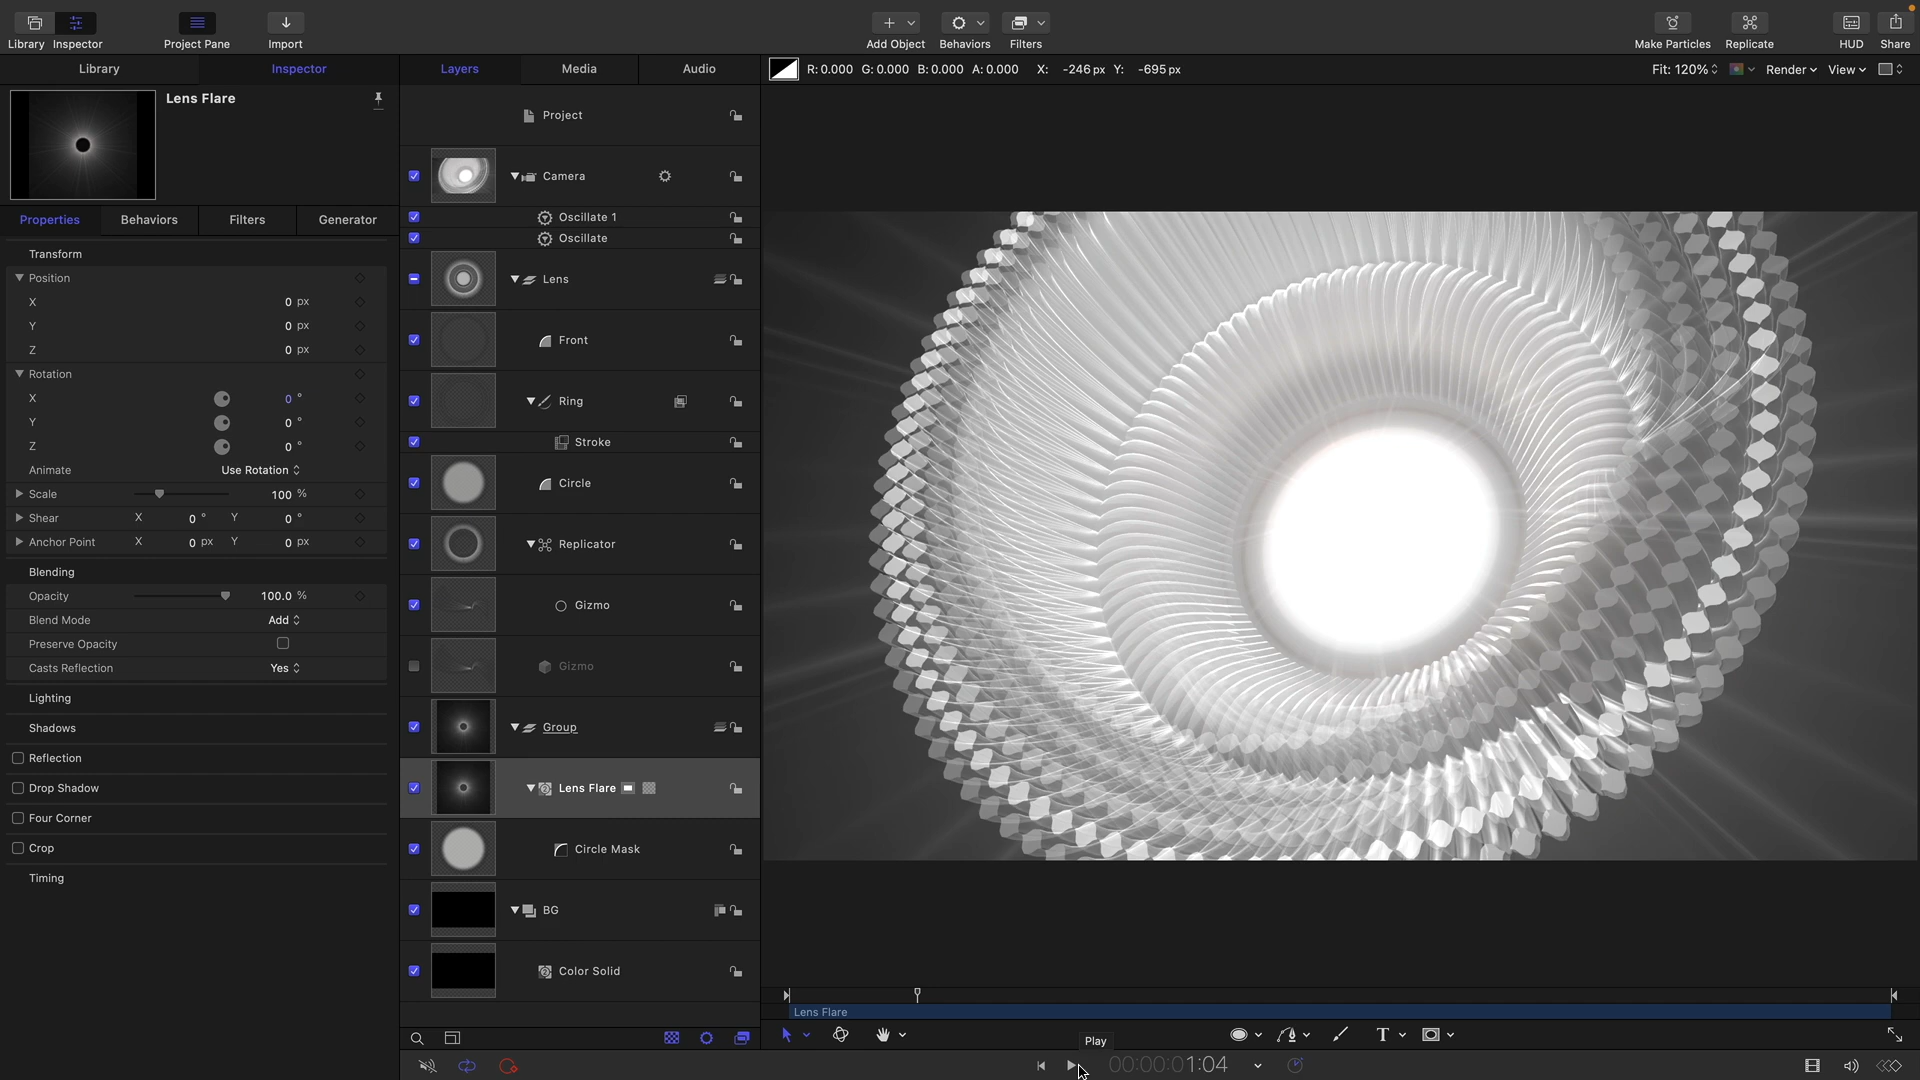 Library
Inspector
Project Pane
Import
Add Object
Behaviors
Filters
Make Particles
Replicate
HUD
Share
Library
Inspector
Layers
Media
Audio
R: 0.000 G: 0.000 B: 0.000 A: 0.000 X: -246 px Y: -695 px
Fit: 120%
Render
View
Lens Flare
Properties
Behaviors
Filters
Generator
Transform
Position
X 0 px
Y 0 px
Z 0 px
Rotation
X 0 °
Y 0 °
Z 0 °
Animate Use Rotation
Scale 100 %
Shear X 0 ° Y 0 °
Anchor Point X 0 px Y 0 px
Blending
Opacity 100.0 %
Blend Mode Add
Preserve Opacity
Casts Reflection Yes
Lighting
Shadows
Reflection
Drop Shadow
Four Corner
Crop
Timing
Project
Camera
Oscillate 1
Oscillate
Lens
Front
Ring
Stroke
Circle
Replicator
Gizmo
Gizmo
Group
Lens Flare
Circle Mask
BG
Color Solid
Lens Flare
T
Play
00:00:01:04